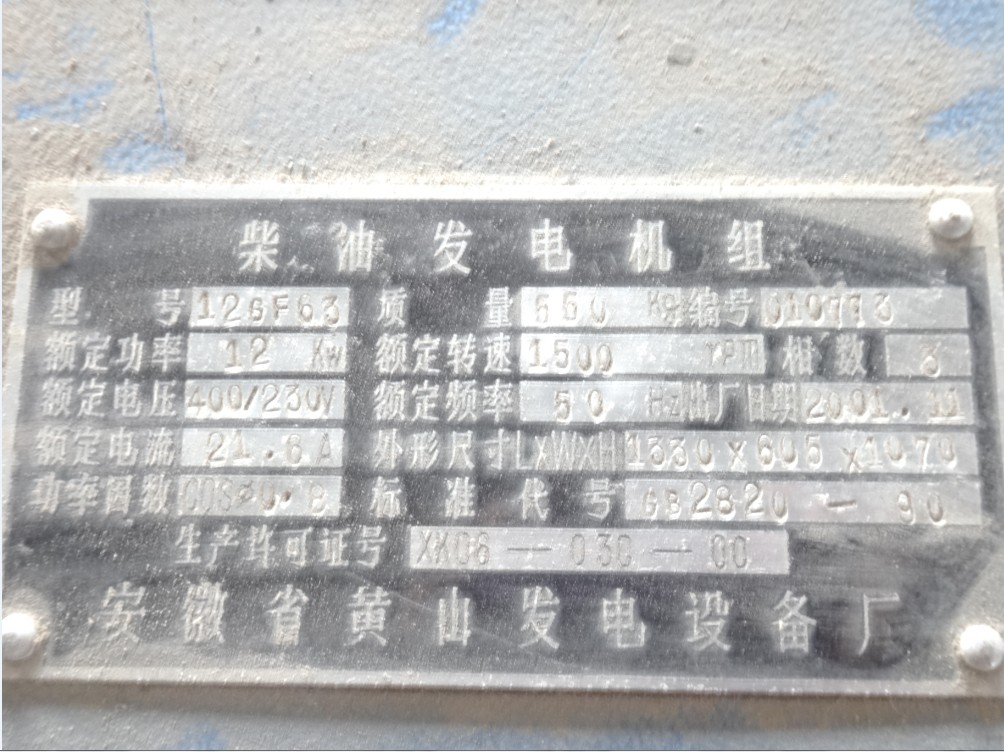 柴油发电机组
型号 12GF63 质量 550 Kg 编号 010773
额定功率 12 Kw 额定转速 1500 rPm 相数 3
额定电压 400/230V 额定频率 50 Hz 出厂日期 2001.11
额定电流 21.6A 外形尺寸 LxWxH 1330x605x1070
功率因数 COSø0.8 标准代号 GB2820-90
生产许可证号 XK06-030-00
安徽省黄山发电设备厂